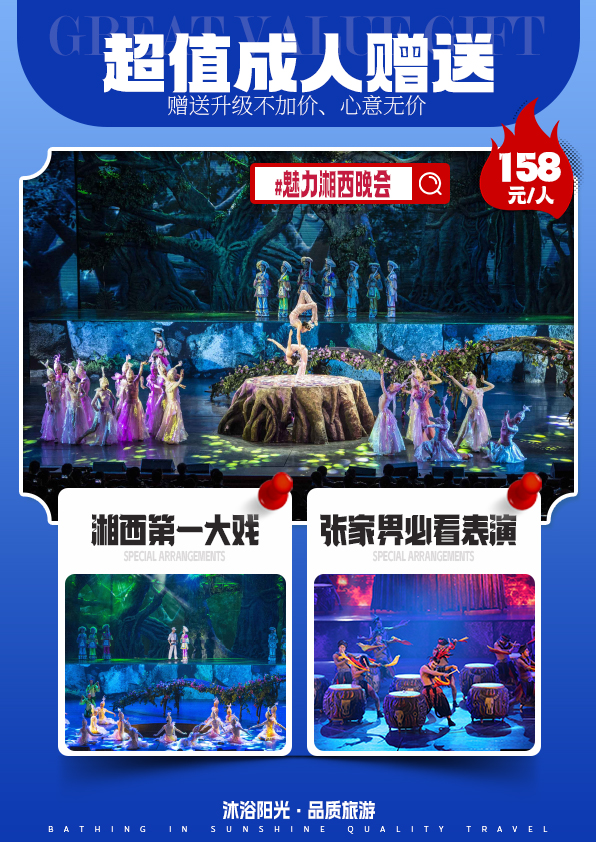 GREAT VALUE GIFT
超值成人赠送
赠送升级不加价、心意无价
158
元/人
#魅力湘西晚会
湘西第一大戏
SPECIAL ARRANGEMENTS
张家界必看表演
SPECIAL ARRANGEMENTS
沐浴阳光·品质旅游
BATHING IN SUNSHINE QUALITY TRAVEL